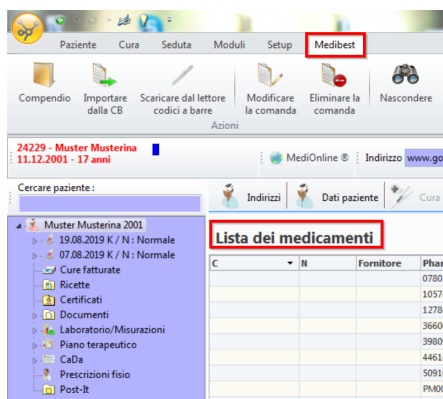 Paziente Cura Seduta Moduli Setup Medibest
Compendio Importare dalla CB Scaricare dal lettore codici a barre Modificare la comanda Eliminare la comanda Nascondere
Azioni
24229 - Muster Musterina
11.12.2001 - 17 anni
MediOnline ® Indirizzo www.go
Cercare paziente :
Indirizzi Dati paziente Cura
Muster Musterina 2001
19.08.2019 K / N : Normale
07.08.2019 K / N : Normale
Cure fatturate
Ricette
Certificati
Documenti
Laboratorio/Misurazioni
Piano terapeutico
CaDa
Prescrizioni fisio
Post-It
Lista dei medicamenti
C N Fornitore Phar
0780
1057
1278
3660
3980
4461
5091
PM00